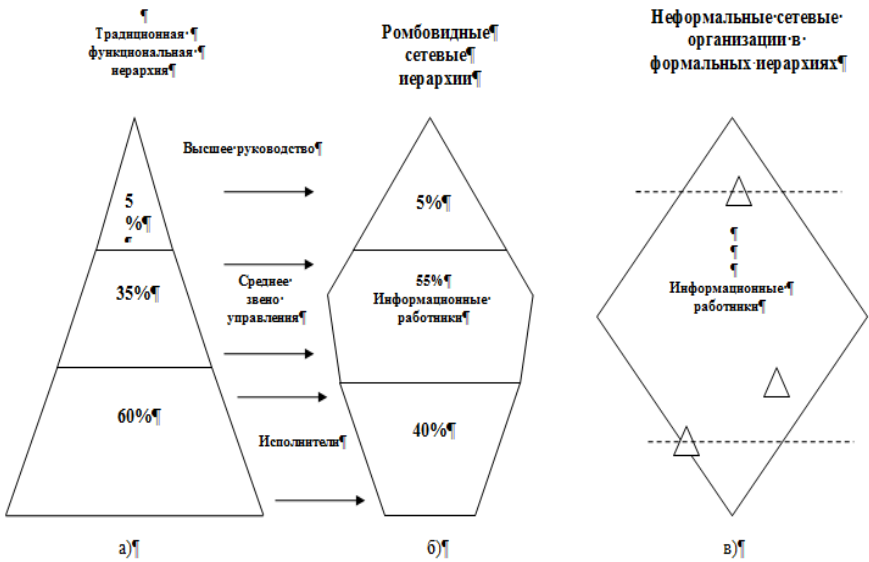 ¶
Традиционная·¶
функциональная·¶
иерархия¶
Ромбовидные¶
сетевые
иерархии¶
Неформальные·сетевые·
организации·в·
формальных·иерархиях¶
Высшее·руководство¶
5
%¶
¶
5%¶
¶
¶
¶
Информационные·¶
работники¶
35%¶
Среднее·
звено·
управления¶
55%¶
Информационные·
работники¶
60%¶
Исполнители¶
40%¶
а)¶
б)¶
в)¶